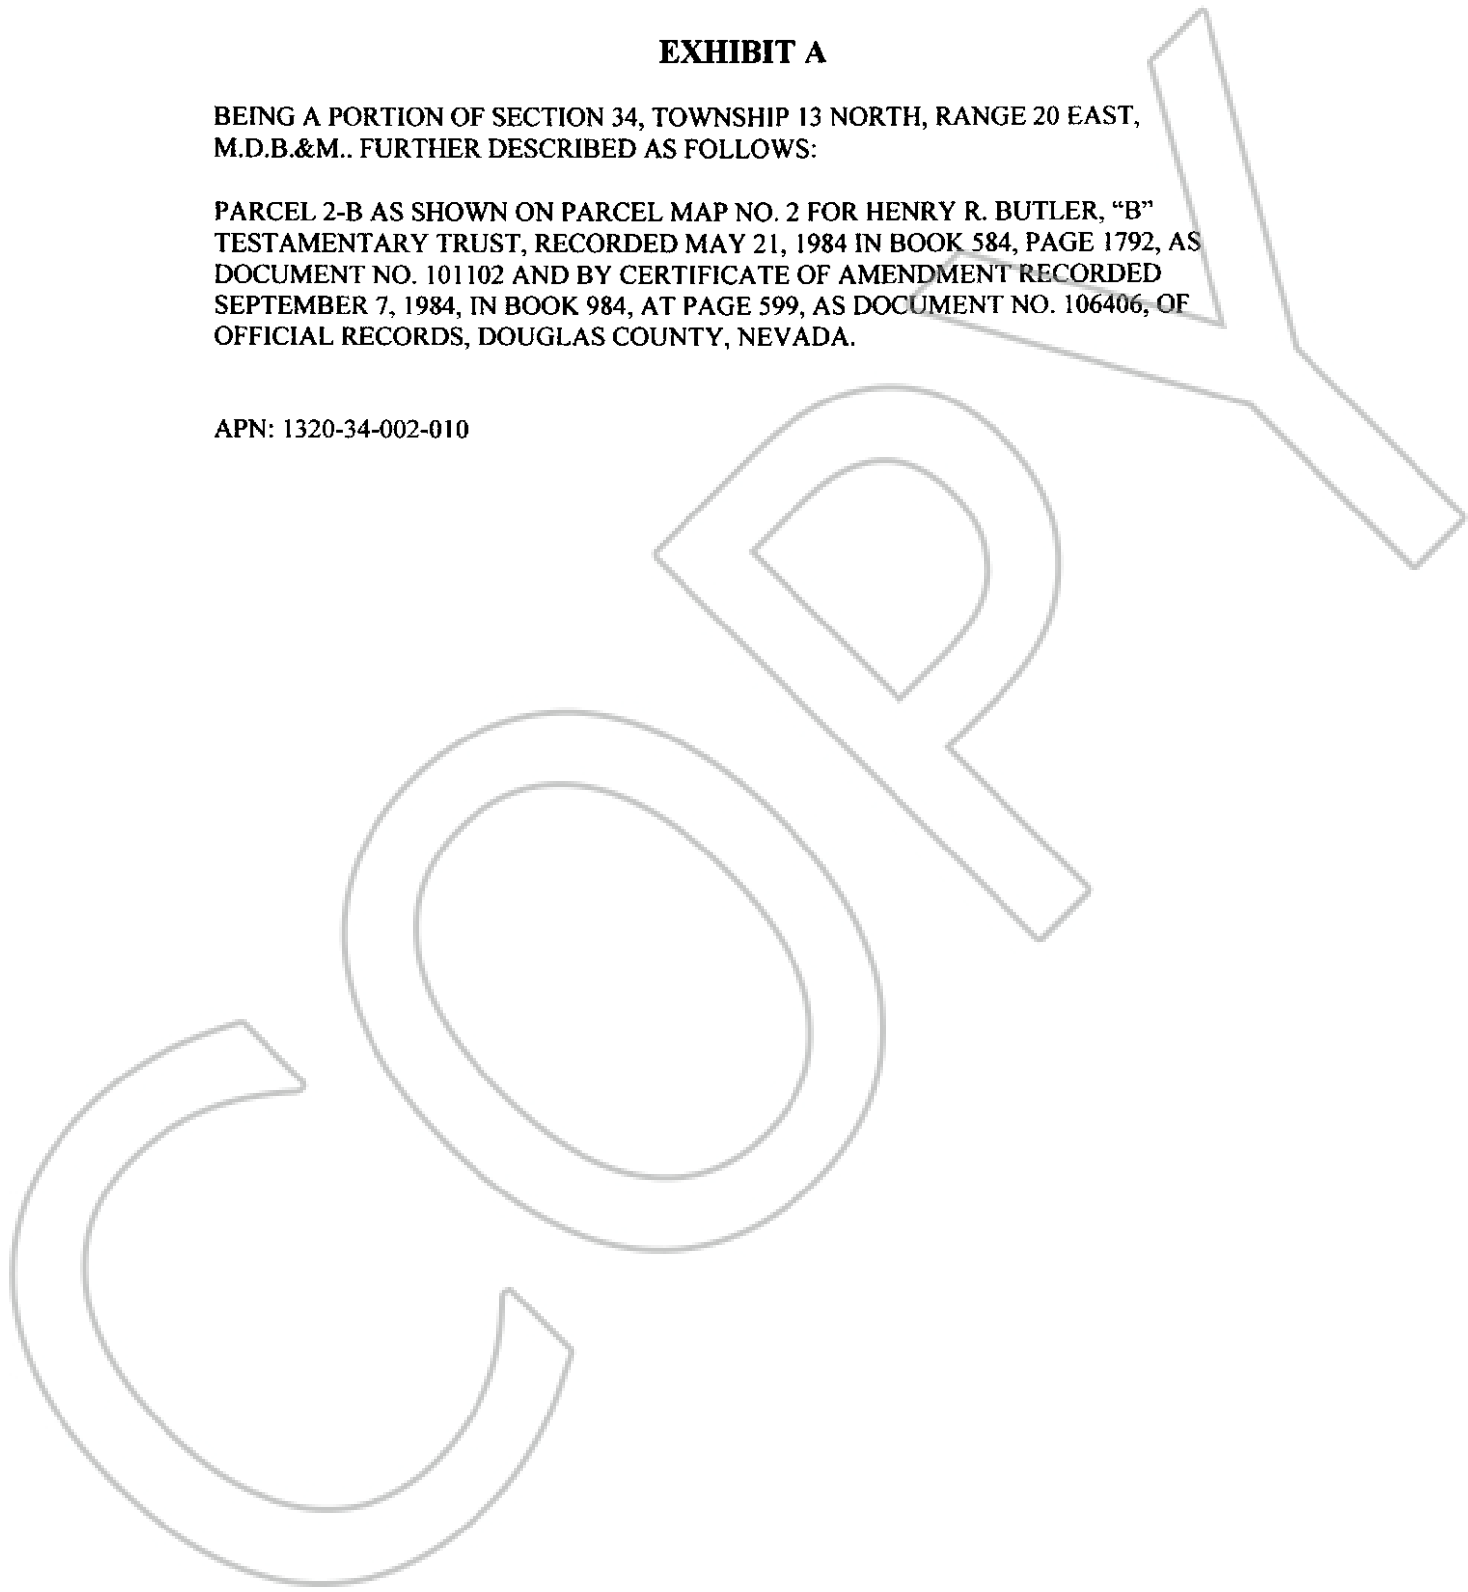 EXHIBIT A
BEING A PORTION OF SECTION 34, TOWNSHIP 13 NORTH, RANGE 20 EAST,
M.D.B.&M.. FURTHER DESCRIBED AS FOLLOWS:
PARCEL 2-B AS SHOWN ON PARCEL MAP NO. 2 FOR HENRY R. BUTLER, “B”
TESTAMENTARY TRUST, RECORDED MAY 21, 1984 IN BOOK 584, PAGE 1792, AS
DOCUMENT NO. 101102 AND BY CERTIFICATE OF AMENDMENT RECORDED
SEPTEMBER 7, 1984, IN BOOK 984, AT PAGE 599, AS DOCUMENT NO. 106406, OF
OFFICIAL RECORDS, DOUGLAS COUNTY, NEVADA.
APN: 1320-34-002-010
COPY